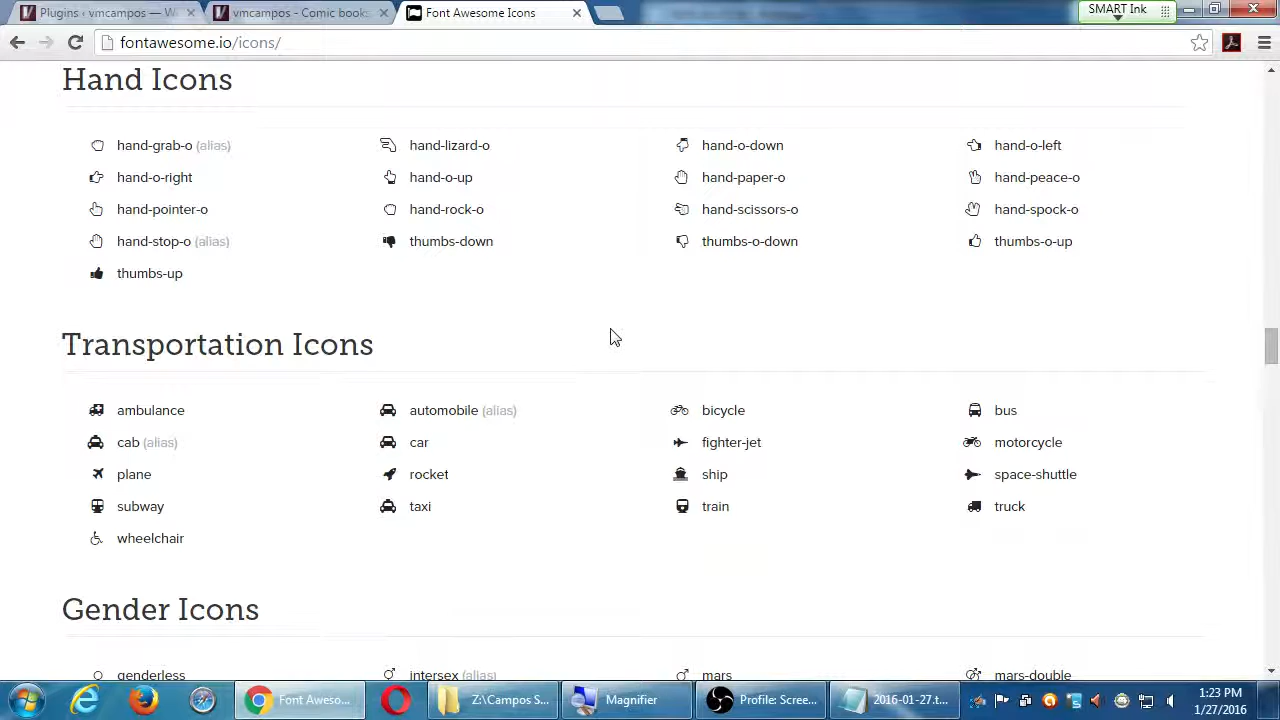 Plugins ‹ vmcampos — W
vmcampos - Comic books
Font Awesome Icons
SMART Ink
fontawesome.io/icons/
Hand Icons
hand-grab-o (alias) hand-lizard-o hand-o-down hand-o-left
hand-o-right hand-o-up hand-paper-o hand-peace-o
hand-pointer-o hand-rock-o hand-scissors-o hand-spock-o
hand-stop-o (alias) thumbs-down thumbs-o-down thumbs-o-up
thumbs-up
Transportation Icons
ambulance automobile (alias) bicycle bus
cab (alias) car fighter-jet motorcycle
plane rocket ship space-shuttle
subway taxi train truck
wheelchair
Gender Icons
genderless intersex (alias) mars mars-double
Font Aweso... Z:\Campos S... Magnifier Profile: Scree... 2016-01-27.t...
1:23 PM
1/27/2016